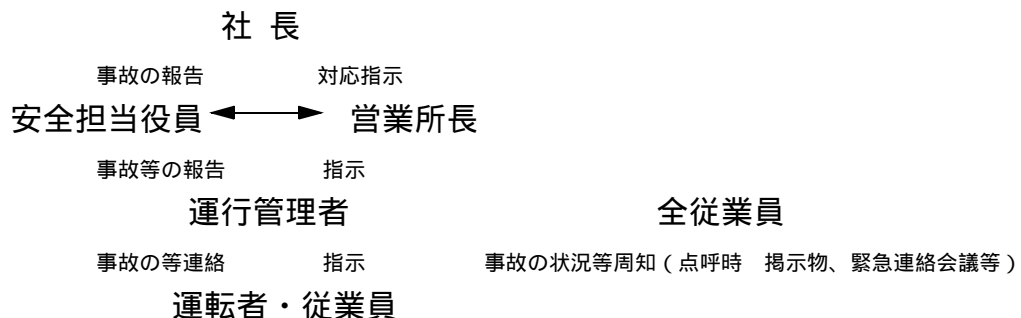 社 長
事故の報告 対応指示
安全担当役員 営業所長
事故等の報告 指示
運行管理者 全従業員
事故の等連絡 指示 事故の状況等周知（点呼時 掲示物、緊急連絡会議等）
運転者・従業員